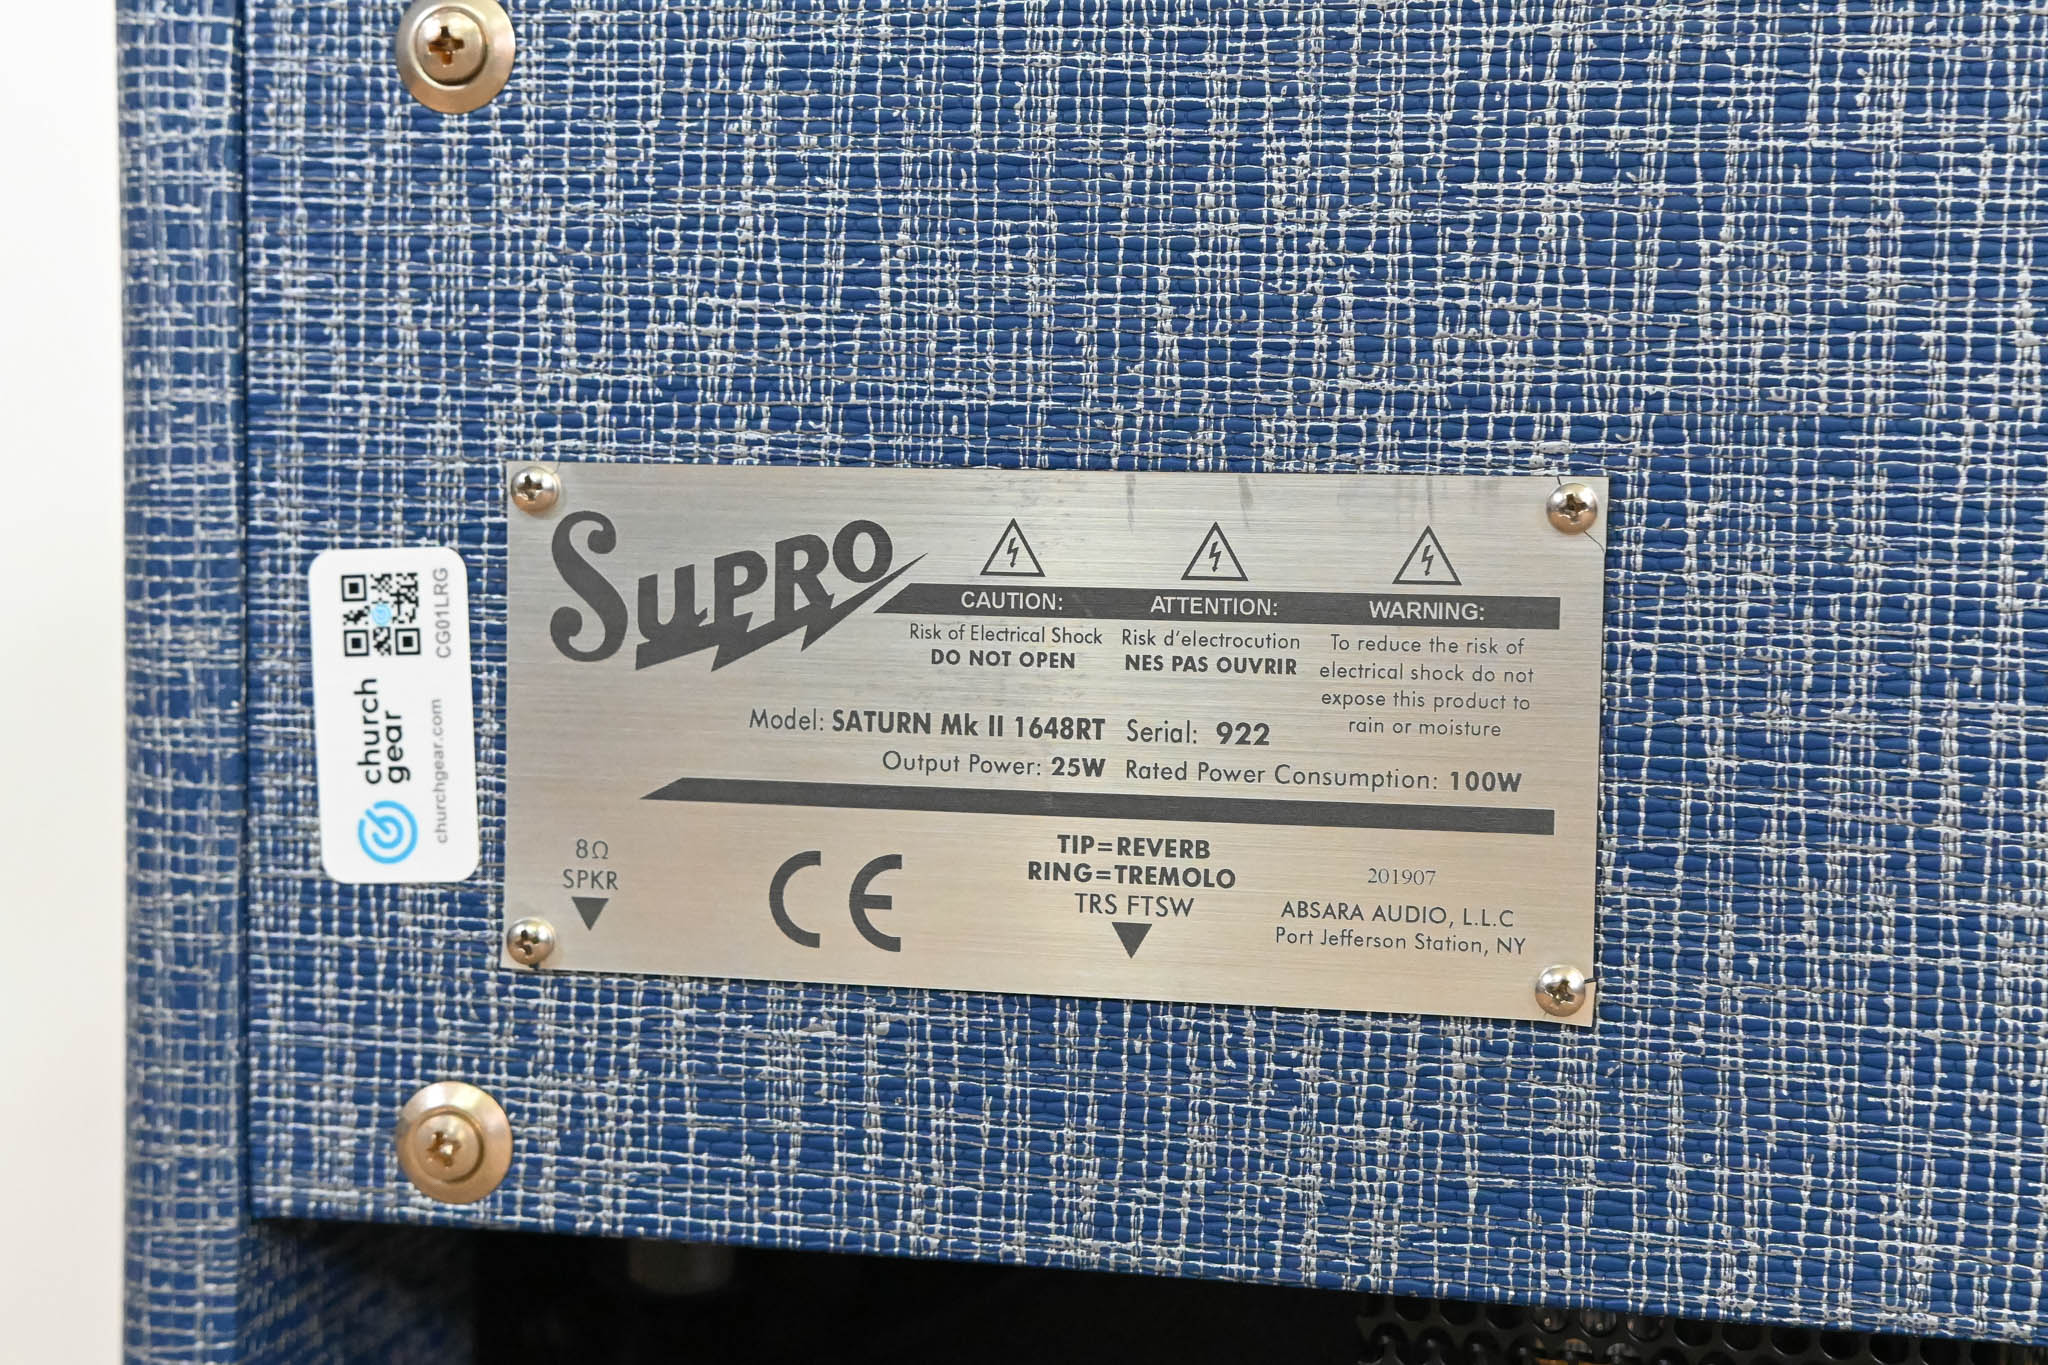 SUPRO
CAUTION:
Risk of Electrical Shock
DO NOT OPEN
ATTENTION:
Risk d'electrocution
NES PAS OUVRIR
WARNING:
To reduce the risk of
electrical shock do not
expose this product to
rain or moisture
Model: SATURN Mk II 1648RT Serial: 922
Output Power: 25W Rated Power Consumption: 100W
8Ω
SPKR
CE
TIP=REVERB
RING=TREMOLO
TRS FTSW
201907
ABSARA AUDIO, L.L.C
Port Jefferson Station, NY
church
gear
churchgear.com
CG01LRG